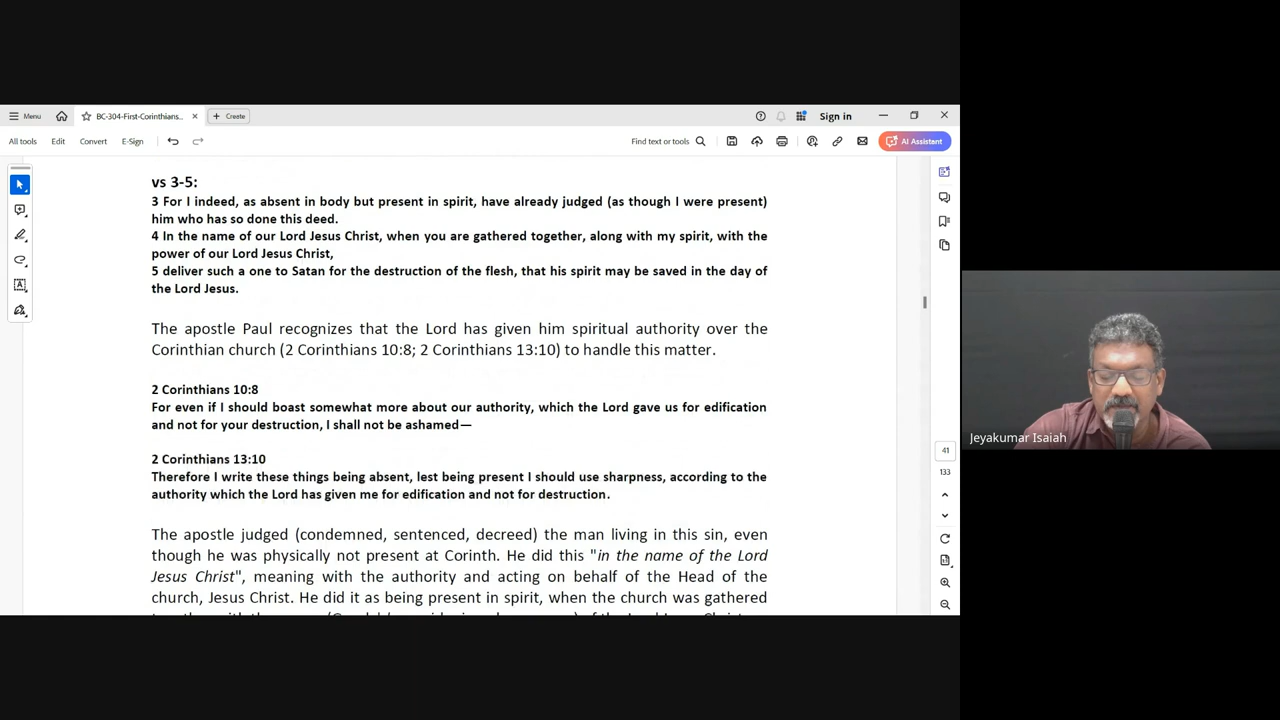 Menu
BC-304-First-Corinthians...
Create
Sign in
All tools
Edit
Convert
E-Sign
Find text or tools
AI Assistant
vs 3-5:
3 For I indeed, as absent in body but present in spirit, have already judged (as though I were present)
him who has so done this deed.
4 In the name of our Lord Jesus Christ, when you are gathered together, along with my spirit, with the
power of our Lord Jesus Christ,
5 deliver such a one to Satan for the destruction of the flesh, that his spirit may be saved in the day of
the Lord Jesus.
The apostle Paul recognizes that the Lord has given him spiritual authority over the
Corinthian church (2 Corinthians 10:8; 2 Corinthians 13:10) to handle this matter.
2 Corinthians 10:8
For even if I should boast somewhat more about our authority, which the Lord gave us for edification
and not for your destruction, I shall not be ashamed—
2 Corinthians 13:10
Therefore I write these things being absent, lest being present I should use sharpness, according to the
authority which the Lord has given me for edification and not for destruction.
The apostle judged (condemned, sentenced, decreed) the man living in this sin, even
though he was physically not present at Corinth. He did this "in the name of the Lord
Jesus Christ", meaning with the authority and acting on behalf of the Head of the
church, Jesus Christ. He did it as being present in spirit, when the church was gathered
41
133
Jeyakumar Isaiah